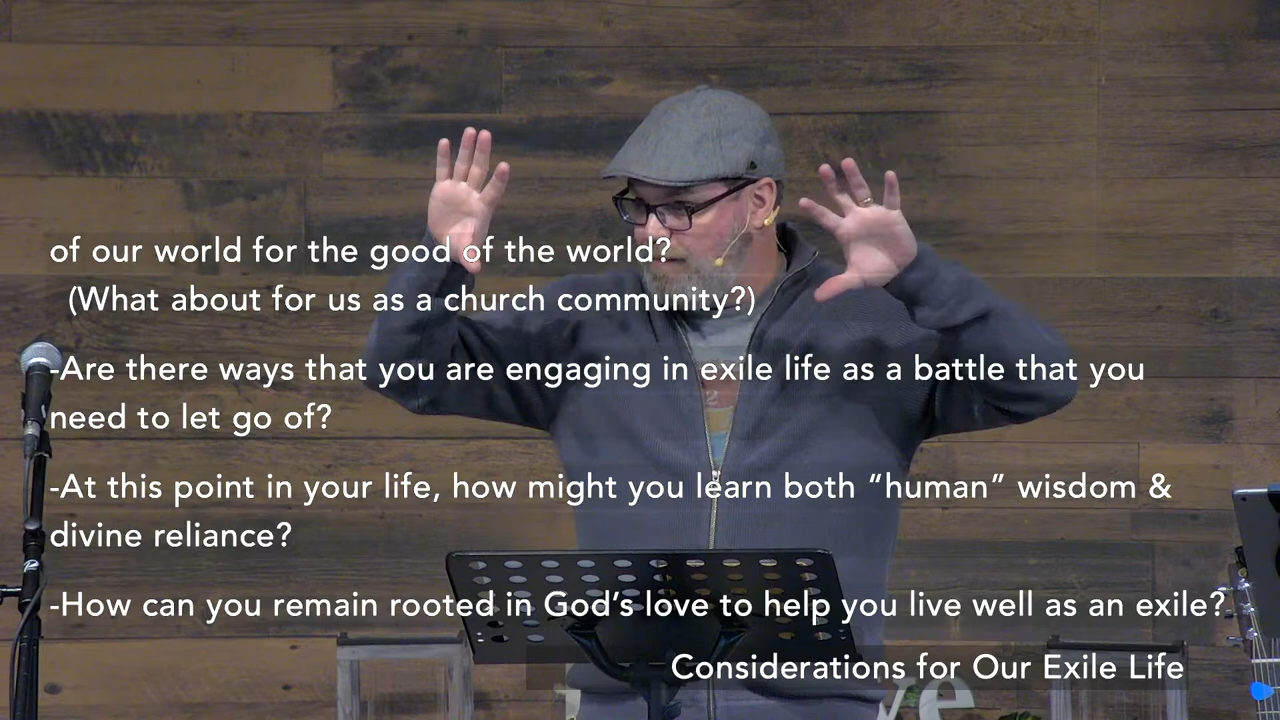 of our world for the good of the world?
(What about for us as a church community?)
-Are there ways that you are engaging in exile life as a battle that you
need to let go of?
-At this point in your life, how might you learn both “human” wisdom &
divine reliance?
-How can you remain rooted in God’s love to help you live well as an exile?
Considerations for Our Exile Life